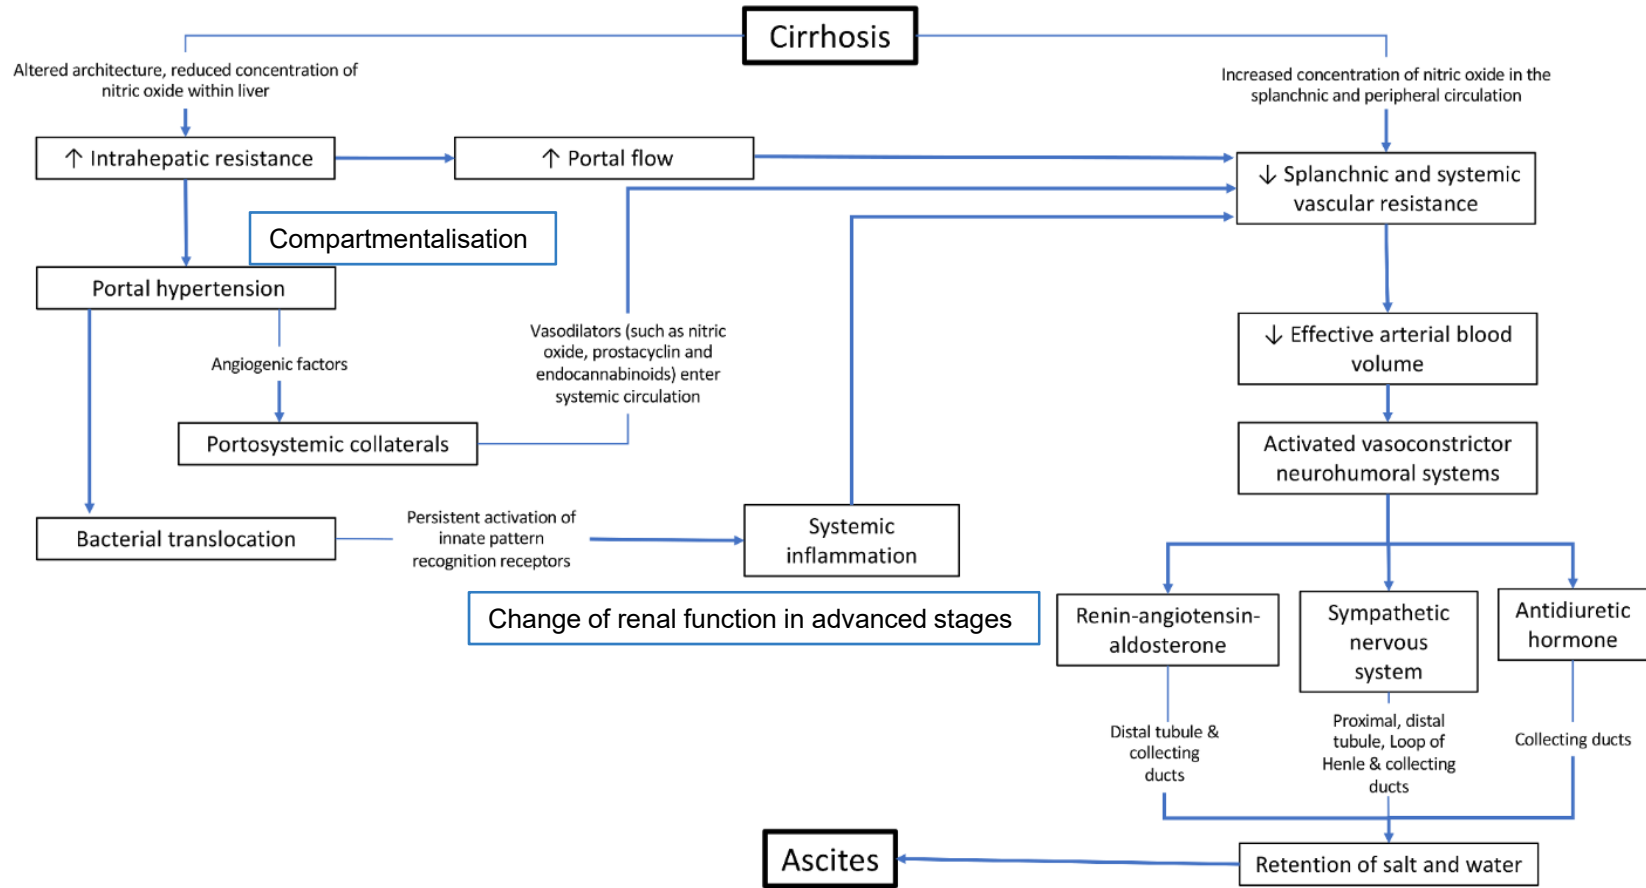 Cirrhosis
Altered architecture, reduced concentration of
nitric oxide within liver
Increased concentration of nitric oxide in the
splanchnic and peripheral circulation
↑ Intrahepatic resistance
↑ Portal flow
↓ Splanchnic and systemic
vascular resistance
Compartmentalisation
Portal hypertension
Angiogenic factors
Vasodilators (such as nitric
oxide, prostacyclin and
endocannabinoids) enter
systemic circulation
↓ Effective arterial blood
volume
Portosystemic collaterals
Activated vasoconstrictor
neurohumoral systems
Bacterial translocation
Persistent activation of
innate pattern
recognition receptors
Systemic
inflammation
Change of renal function in advanced stages
Renin-angiotensin-
aldosterone
Sympathetic
nervous
system
Antidiuretic
hormone
Distal tubule &
collecting
ducts
Proximal, distal
tubule, Loop of
Henle & collecting
ducts
Collecting ducts
Ascites
Retention of salt and water